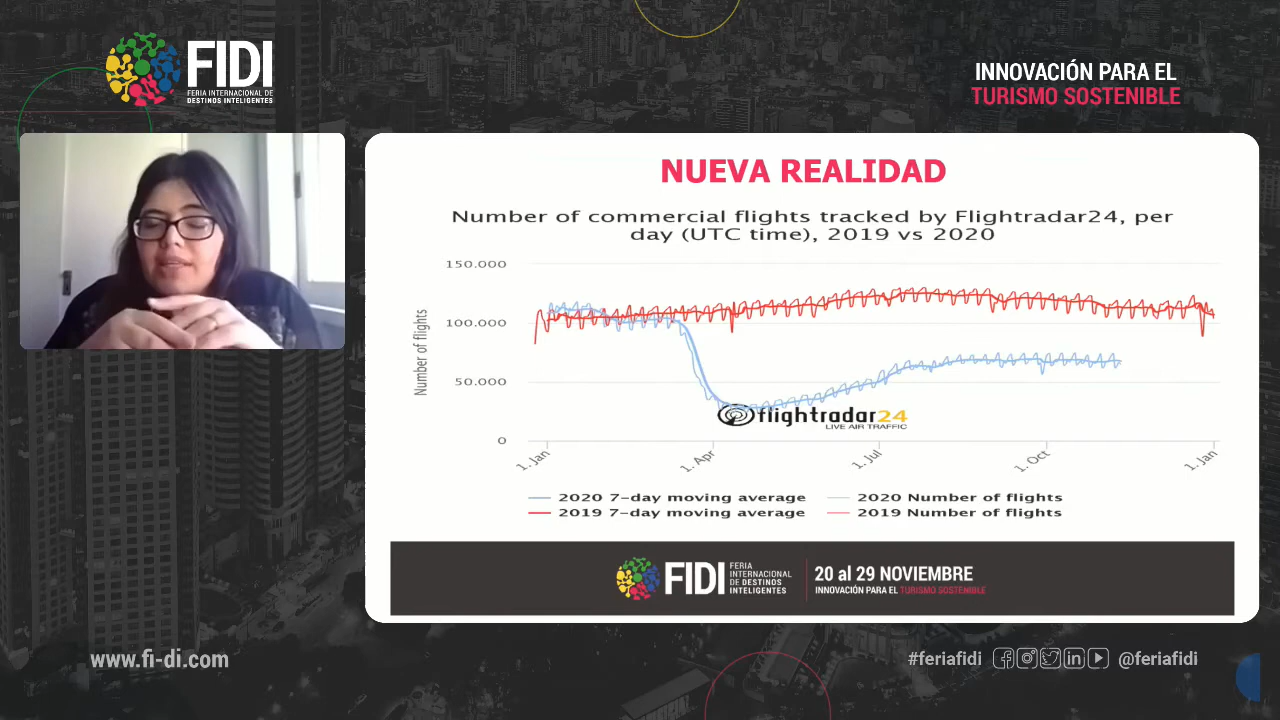 FIDI
FERIA INTERNACIONAL DE
DESTINOS INTELIGENTES
INNOVACIÓN PARA EL
TURISMO SOSTENIBLE
NUEVA REALIDAD
Number of commercial flights tracked by Flightradar24, per
day (UTC time), 2019 vs 2020
150.000
100.000
50.000
0
Number of flights
flightradar24
LIVE AIR TRAFFIC
1. Jan
1. Apr
1. Jul
1. Oct
1. Jan
2020 7-day moving average
2020 Number of flights
2019 7-day moving average
2019 Number of flights
FIDI
FERIA
INTERNACIONAL
DE DESTINOS
INTELIGENTES
20 al 29 NOVIEMBRE
INNOVACIÓN PARA EL TURISMO SOSTENIBLE
www.fi-di.com
#feriafidi
@feriafidi